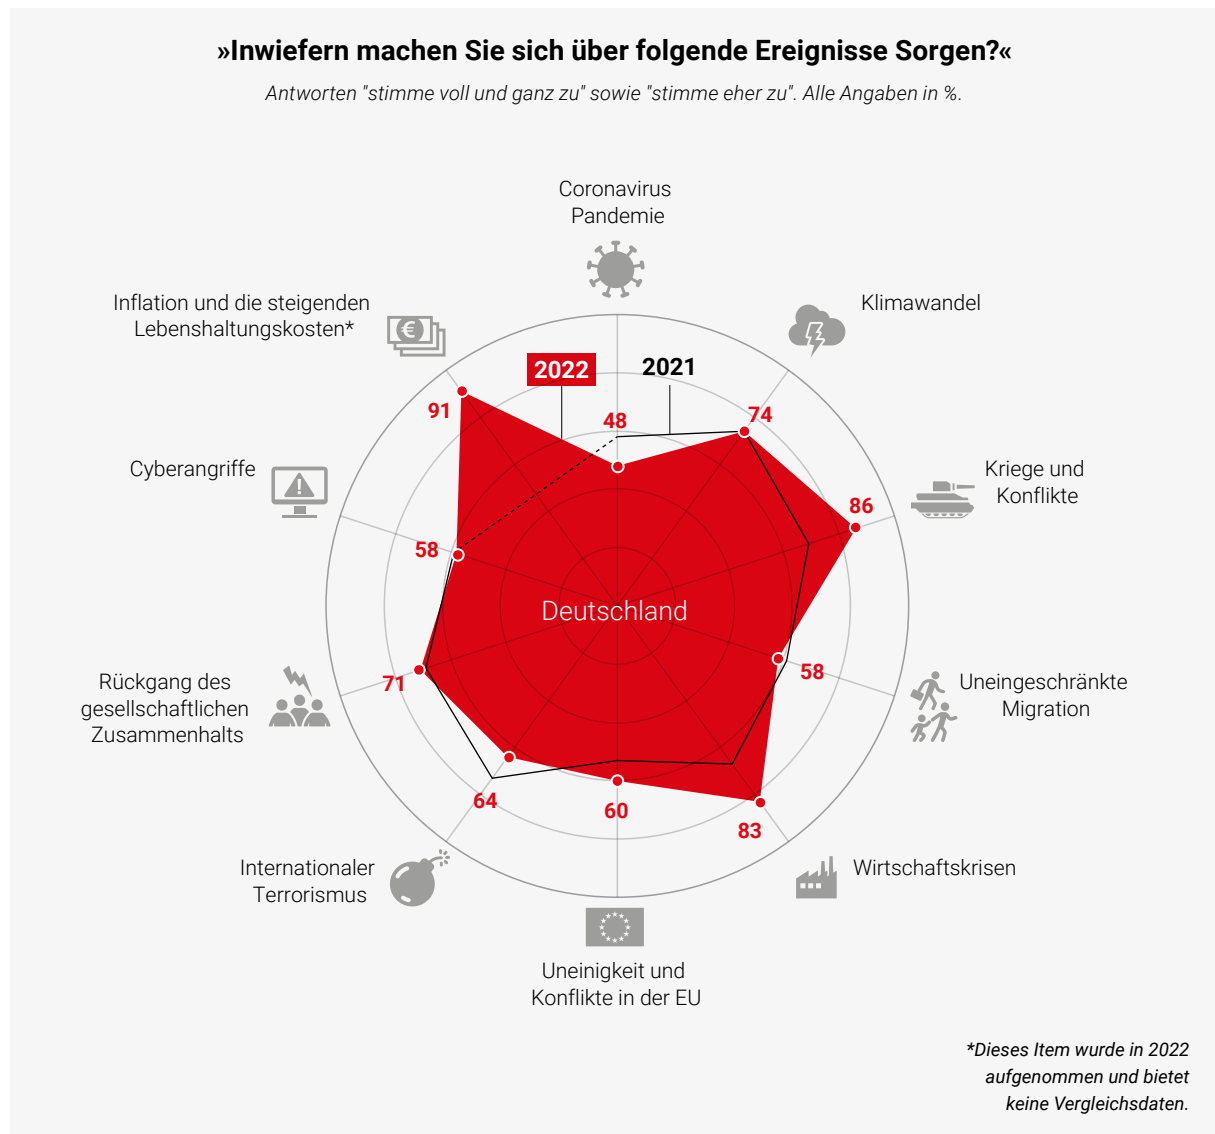 »Inwiefern machen Sie sich über folgende Ereignisse Sorgen?«
Antworten "stimme voll und ganz zu" sowie "stimme eher zu". Alle Angaben in %.
Coronavirus
Pandemie
Inflation und die steigenden
Lebenshaltungskosten*
€
Klimawandel
2022
2021
91
48
74
Cyberangriffe
Kriege und
Konflikte
86
58
Deutschland
58
71
Rückgang des
gesellschaftlichen
Zusammenhalts
Uneingeschränkte
Migration
64
60
83
Internationaler
Terrorismus
Wirtschaftskrisen
Uneinigkeit und
Konflikte in der EU
*Dieses Item wurde in 2022
aufgenommen und bietet
keine Vergleichsdaten.